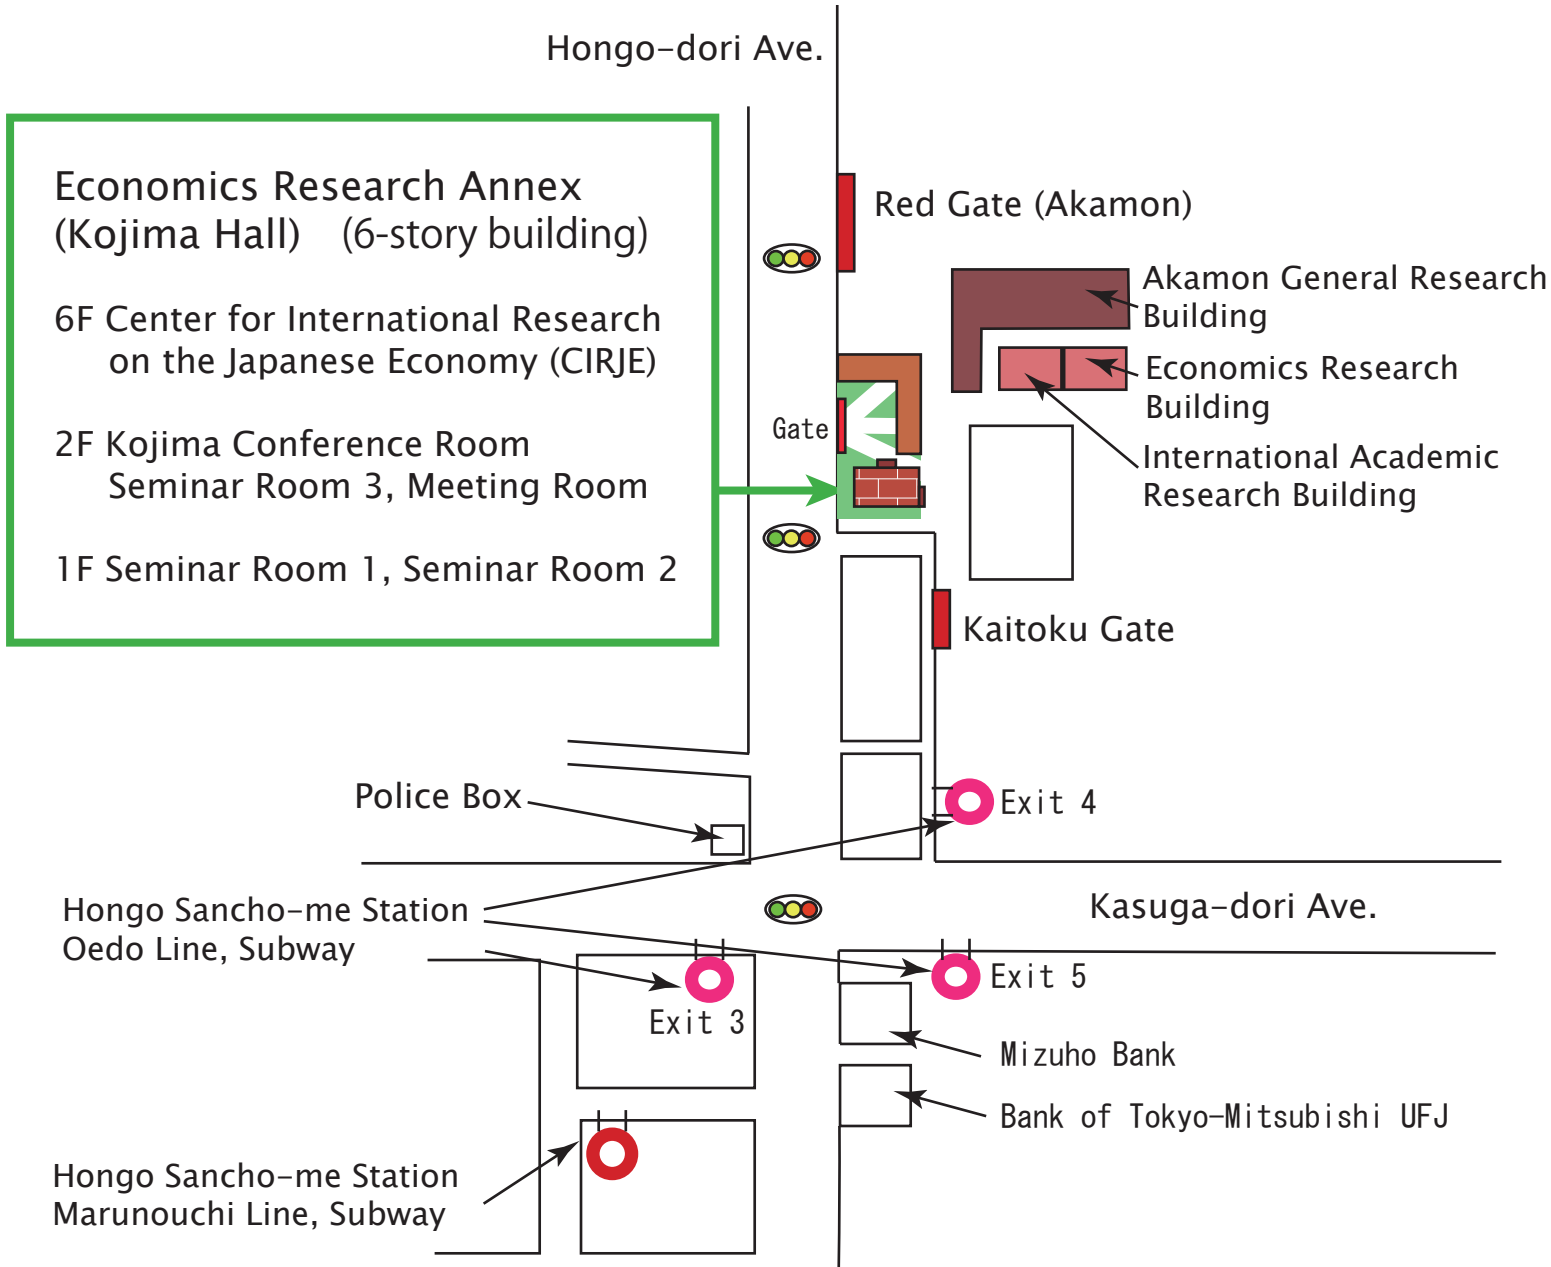 Hongo-dori Ave.
Economics Research Annex
(Kojima Hall) (6-story building)
6F Center for International Research
on the Japanese Economy (CIRJE)
2F Kojima Conference Room
Seminar Room 3, Meeting Room
1F Seminar Room 1, Seminar Room 2
Red Gate (Akamon)
Akamon General Research
Building
Economics Research
Building
Gate
International Academic
Research Building
Kaitoku Gate
Police Box
Exit 4
Hongo Sancho-me Station
Oedo Line, Subway
Kasuga-dori Ave.
Exit 5
Exit 3
Mizuho Bank
Bank of Tokyo-Mitsubishi UFJ
Hongo Sancho-me Station
Marunouchi Line, Subway